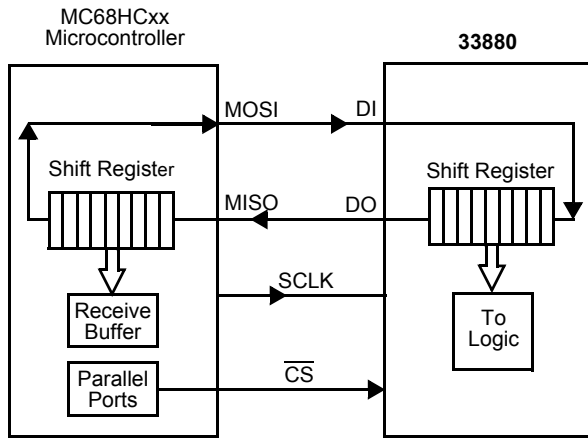 MC68HCxx
Microcontroller
33880
MOSI
DI
Shift Register
Shift Register
MISO
DO
SCLK
Receive
Buffer
To
Logic
Parallel
Ports
CS